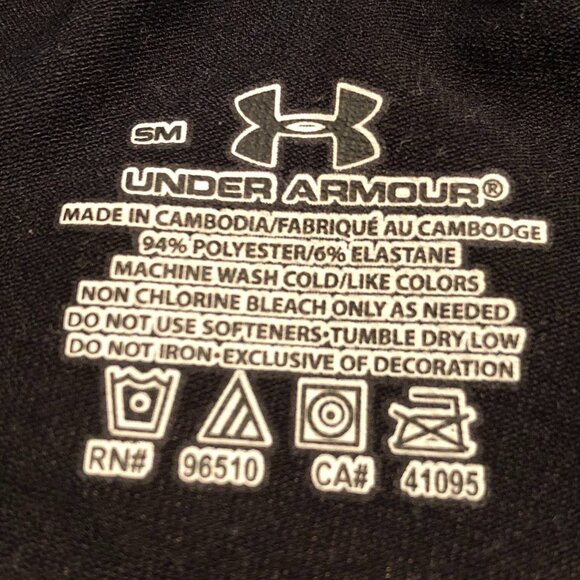 SM
UNDER ARMOUR®
MADE IN CAMBODIA/FABRIQUÉ AU CAMBODGE
94% POLYESTER/6% ELASTANE
MACHINE WASH COLD/LIKE COLORS
NON CHLORINE BLEACH ONLY AS NEEDED
DO NOT USE SOFTENERS•TUMBLE DRY LOW
DO NOT IRON•EXCLUSIVE OF DECORATION
RN# 96510 CA# 41095